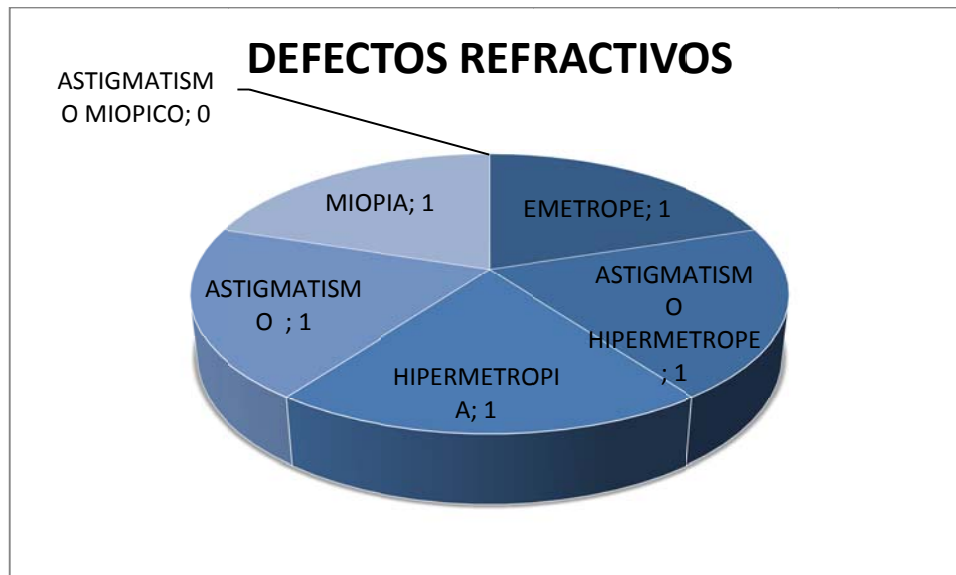 DEFECTOS REFRACTIVOS
ASTIGMATISM
O MIOPICO; 0
MIOPIA; 1
EMETROPE; 1
ASTIGMATISM
O ; 1
ASTIGMATISM
O
HIPERMETROPE
; 1
HIPERMETROPI
A; 1